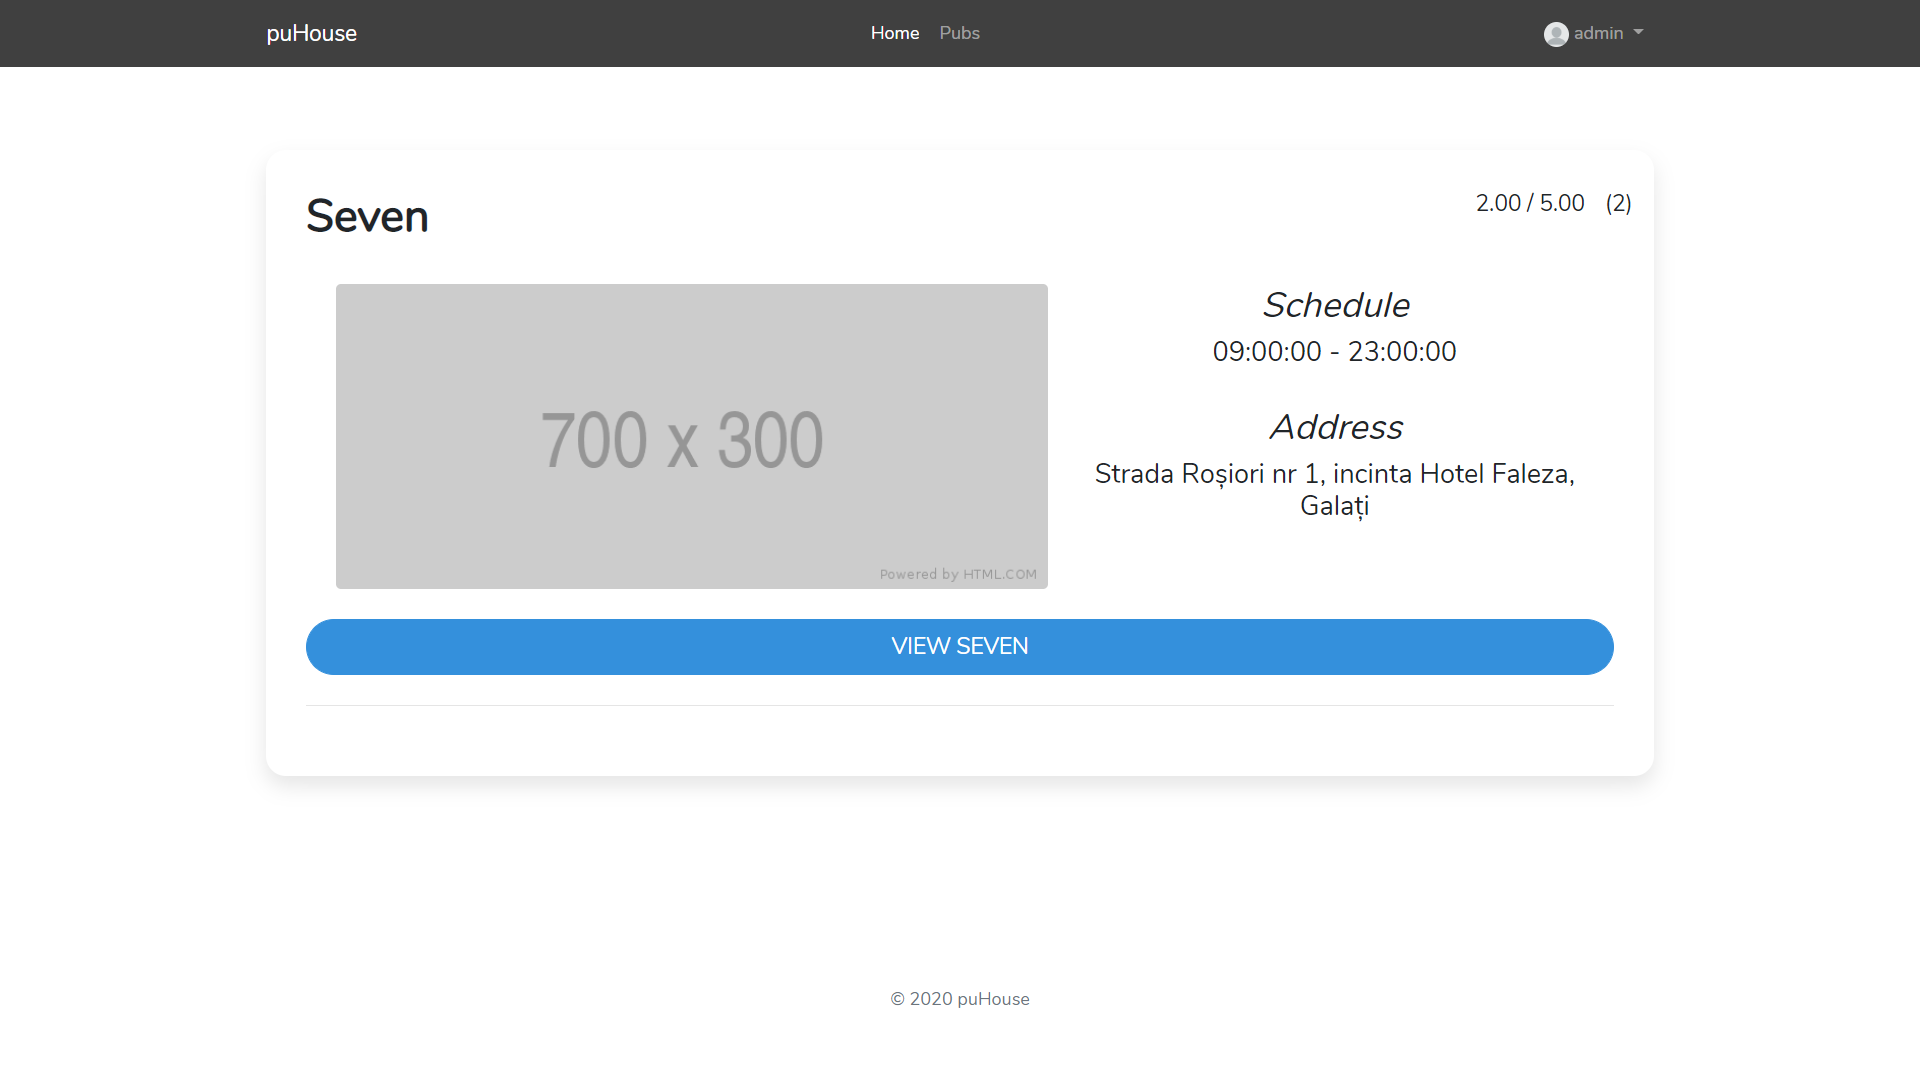 puHouse
Home Pubs
admin
Seven
2.00 / 5.00 (2)
700 x 300
Powered by HTML.COM
Schedule
09:00:00 - 23:00:00
Address
Strada Roșiori nr 1, incinta Hotel Faleza,
Galați
VIEW SEVEN
© 2020 puHouse